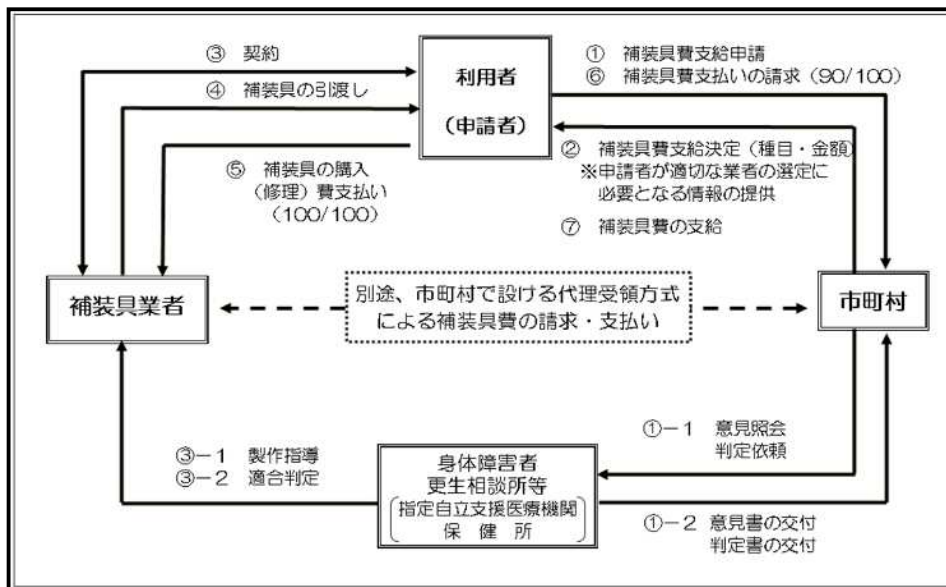 ③ 契約
④ 補装具の引渡し
利用者
(申請者)
① 補装具費支給申請
⑥ 補装具費支払いの請求(90/100)
② 補装具費支給決定(種目・金額)
※申請者が適切な業者の選定に
必要となる情報の提供
⑦ 補装具費の支給
⑤ 補装具の購入
(修理)費支払い
(100/100)
補装具業者
別途、市町村で設ける代理受領方式
による補装具費の請求・支払い
市町村
③-1 製作指導
③-2 適合判定
身体障害者
更生相談所等
指定自立支援医療機関
保健所
①-1 意見照会
判定依頼
①-2 意見書の交付
判定書の交付